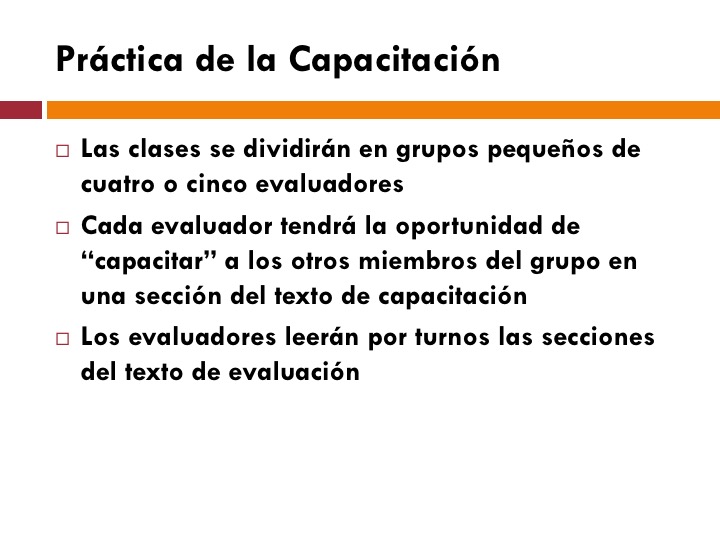 Práctica de la Capacitación
Las clases se dividirán en grupos pequeños de
cuatro o cinco evaluadores
Cada evaluador tendrá la oportunidad de
“capacitar” a los otros miembros del grupo en
una sección del texto de capacitación
Los evaluadores leerán por turnos las secciones
del texto de evaluación